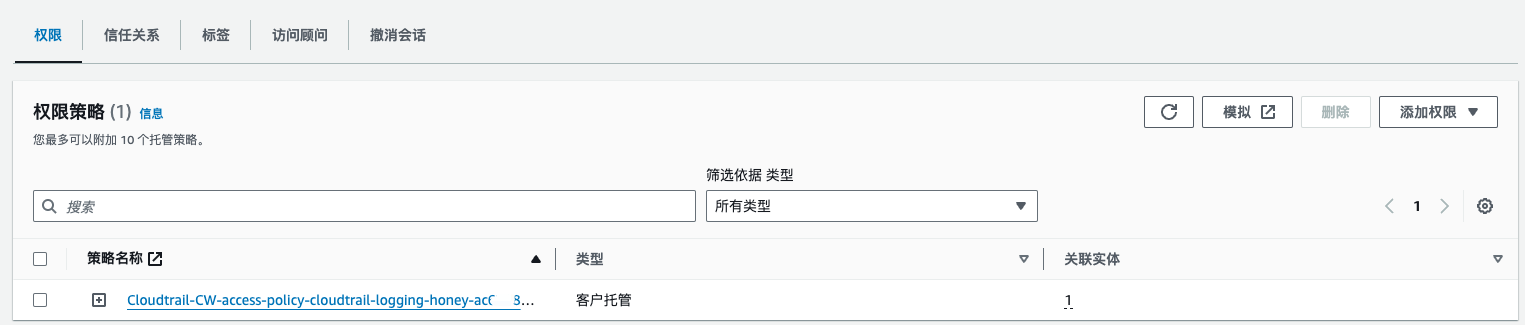 权限 信任关系 标签 访问顾问 撤消会话
权限策略 (1) 信息
您最多可以附加 10 个托管策略。
模拟 删除 添加权限
筛选依据 类型
搜索
所有类型
1
策略名称 类型 关联实体
Cloudtrail-CW-access-policy-cloudtrail-logging-honey-ac 8... 客户托管 1